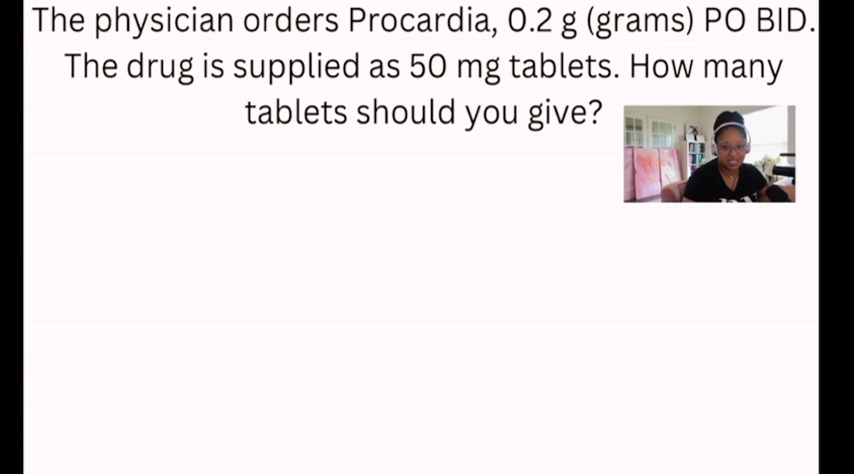 The physician orders Procardia, 0.2 g (grams) PO BID.
The drug is supplied as 50 mg tablets. How many
tablets should you give?